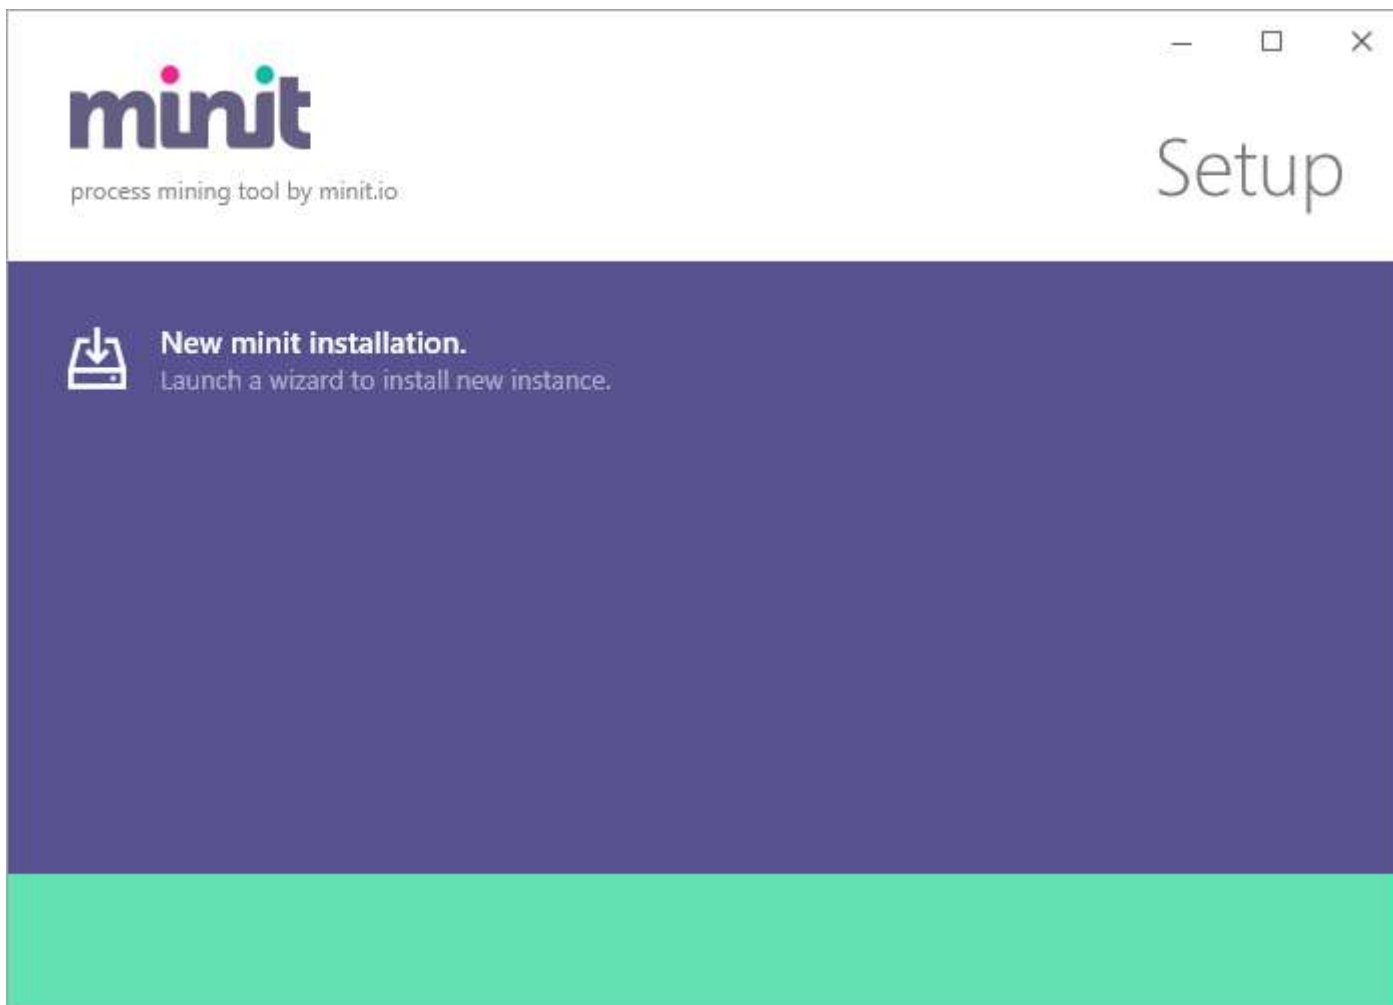 minit
process mining tool by minit.io
Setup
New minit installation.
Launch a wizard to install new instance.